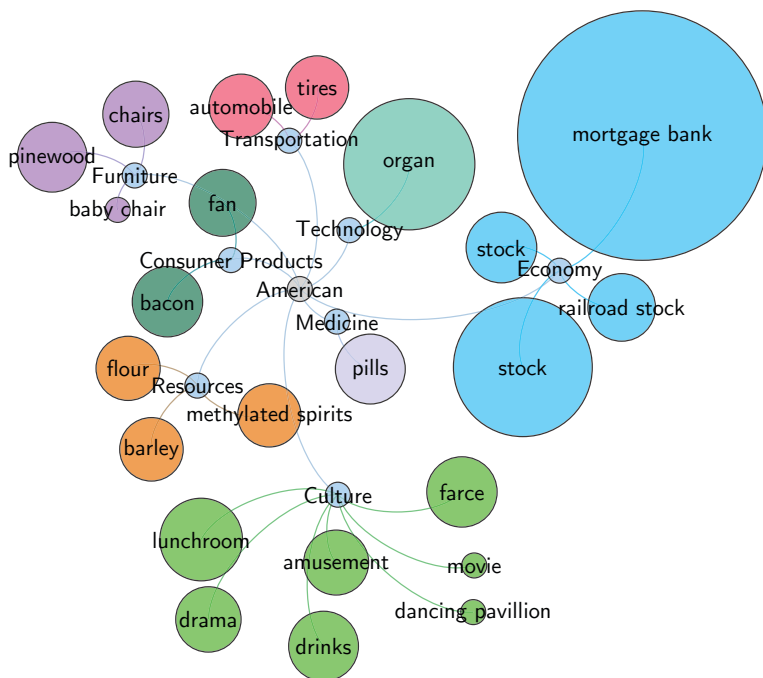 tires
chairs
automobile
mortgage bank
Transportation
pinewood
organ
Furniture
fan
baby chair
Technology
stock
Consumer Products
Economy
American
bacon
railroad stock
Medicine
flour
pills
stock
Resources
methylated spirits
barley
Culture
farce
lunchroom
amusement
movie
drama
dancing pavillion
drinks